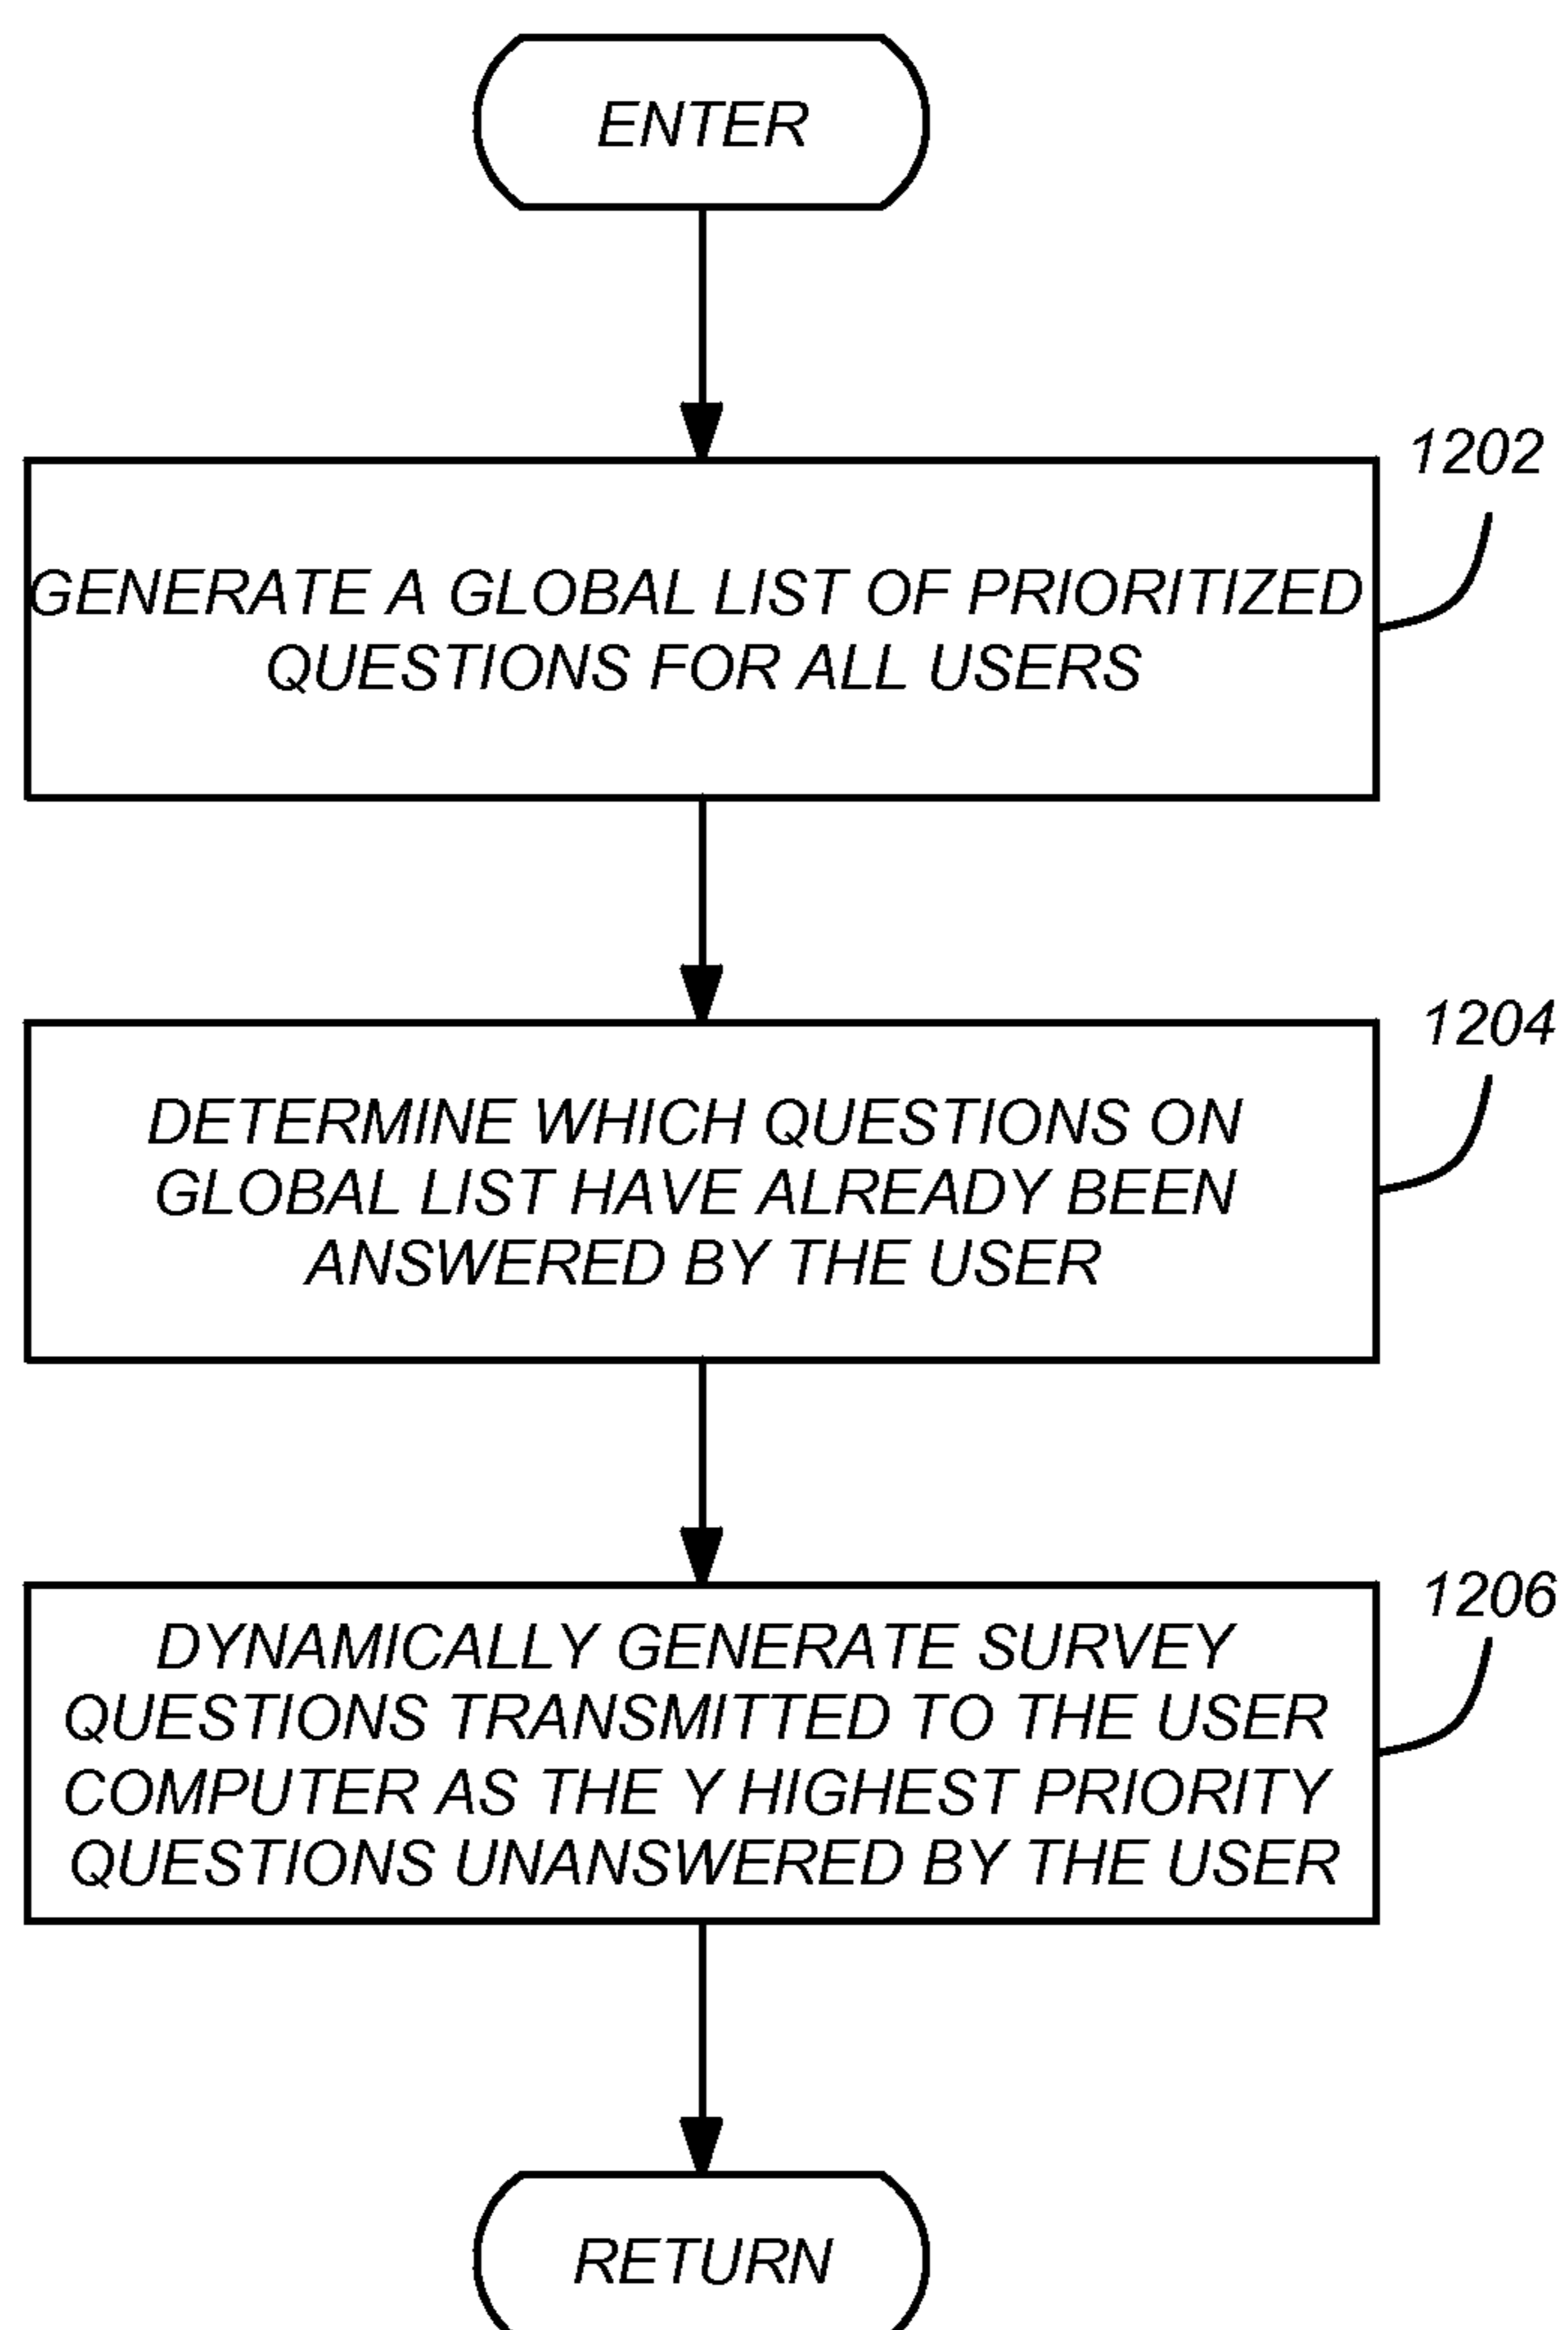 ENTER
1202
GENERATE A GLOBAL LIST OF PRIORITIZED
QUESTIONS FOR ALL USERS
1204
DETERMINE WHICH QUESTIONS ON
GLOBAL LIST HAVE ALREADY BEEN
ANSWERED BY THE USER
1206
DYNAMICALLY GENERATE SURVEY
QUESTIONS TRANSMITTED TO THE USER
COMPUTER AS THE Y HIGHEST PRIORITY
QUESTIONS UNANSWERED BY THE USER
RETURN